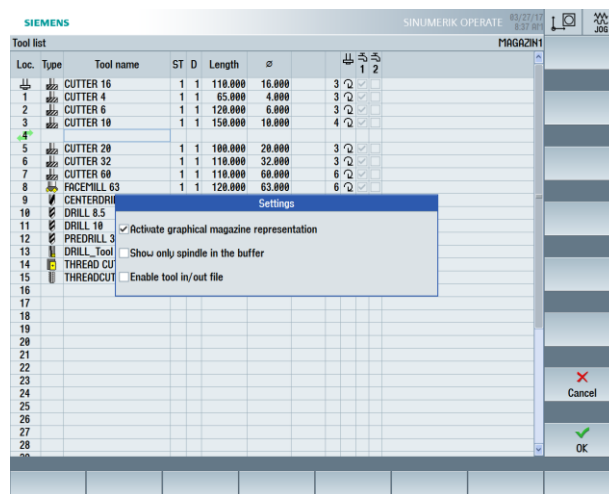 SIEMENS SINUMERIK OPERATE 03/27/17 8:37 AM JOG
Tool list MAGAZIN1
Loc. Type Tool name ST D Length ø 1 2
CUTTER 16 1 1 110.000 16.000 3
1 CUTTER 4 1 1 65.000 4.000 3
2 CUTTER 6 1 1 120.000 6.000 3
3 CUTTER 10 1 1 150.000 10.000 4
4
5 CUTTER 20 1 1 100.000 20.000 3
6 CUTTER 32 1 1 110.000 32.000 3
7 CUTTER 60 1 1 110.000 60.000 6
8 FACEMILL 63 1 1 120.000 63.000 6
9 CENTERDRI
10 DRILL 8.5
11 DRILL 10
12 PREDRILL 3
13 DRILL_Tool
14 THREAD CU
15 THREADCUT
16
17
18
19
20
21
22
23
24
25
26
27
28
Settings
Activate graphical magazine representation
Show only spindle in the buffer
Enable tool in/out file
Cancel
OK